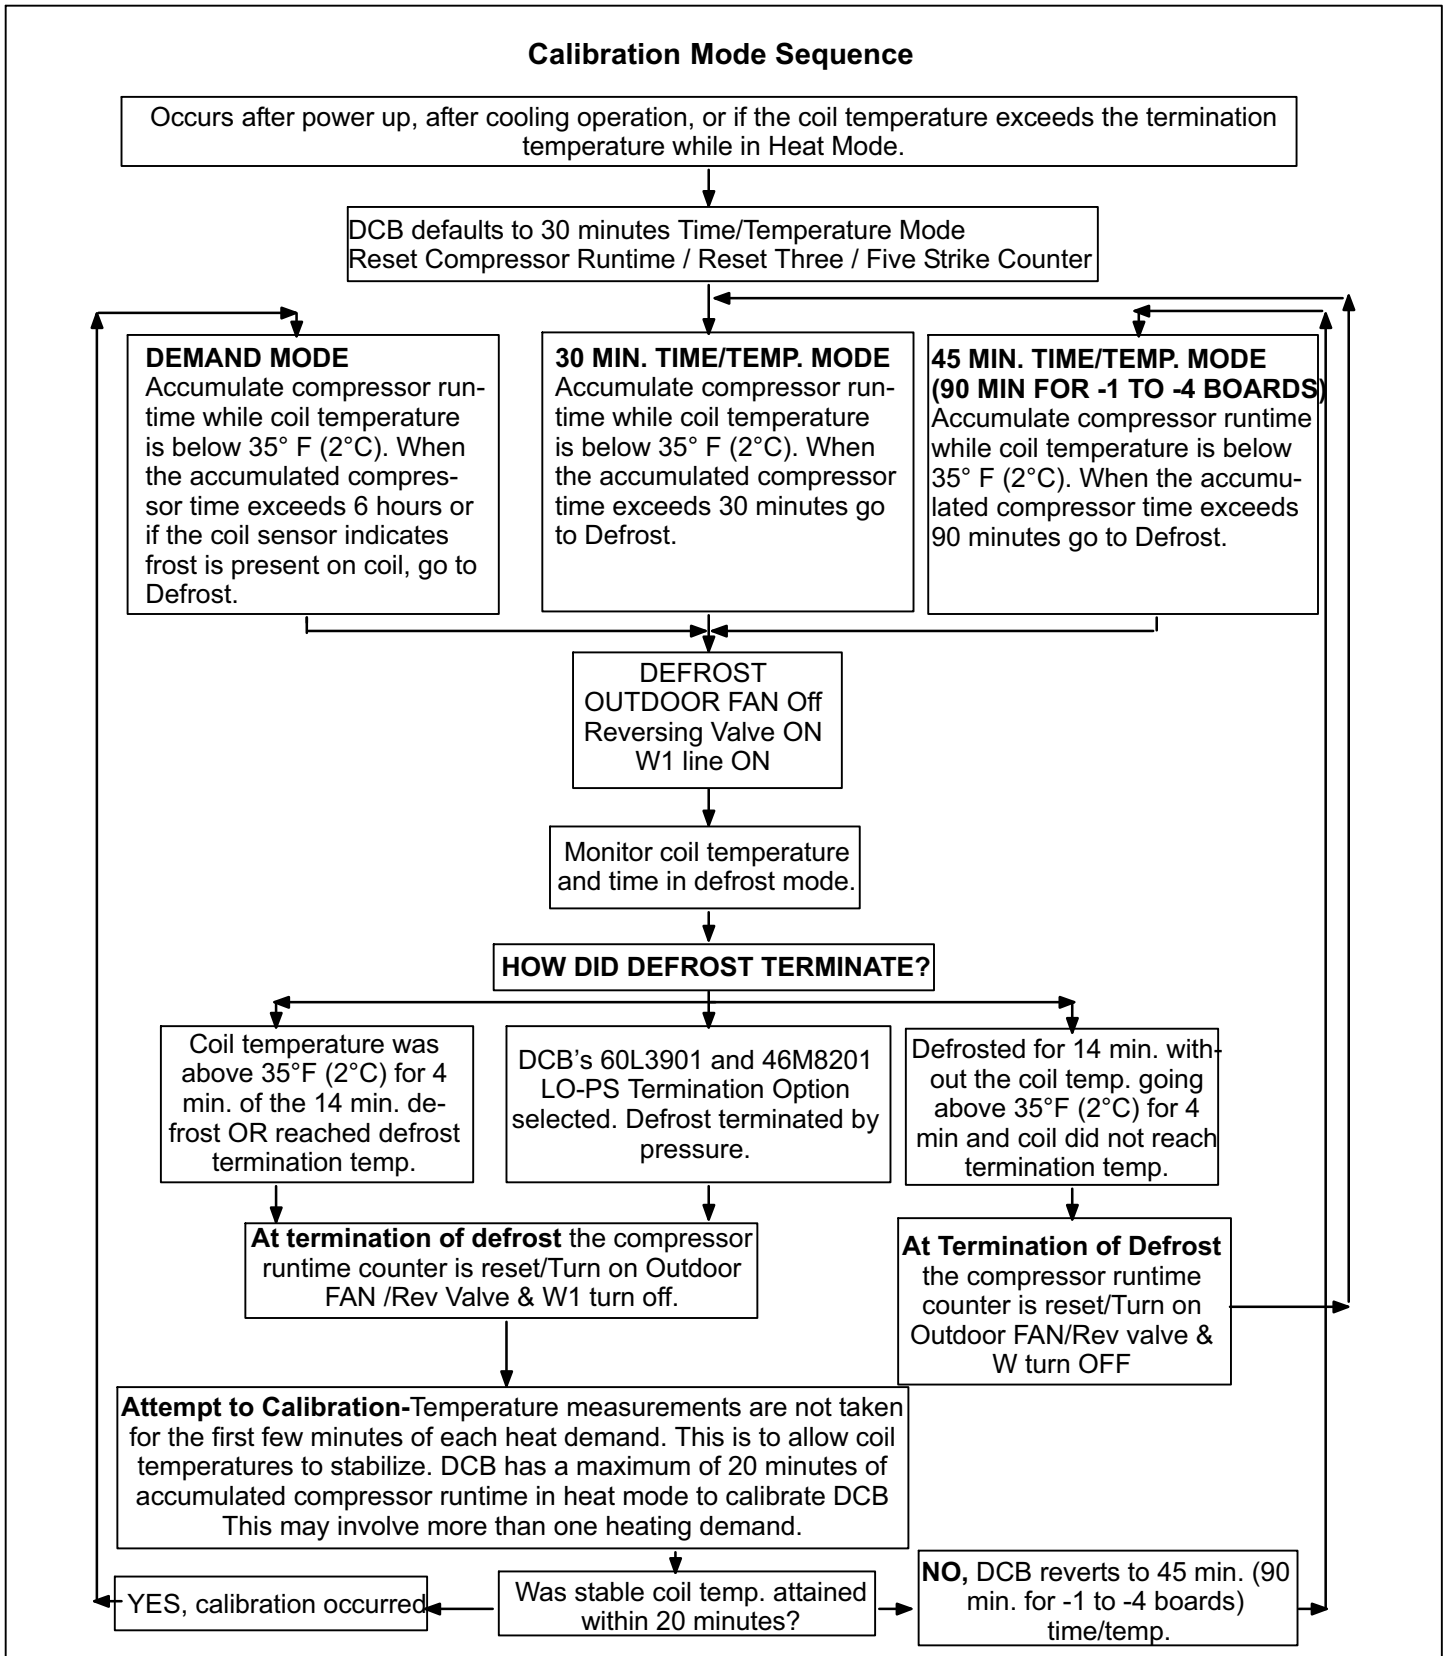 Calibration Mode Sequence
Occurs after power up, after cooling operation, or if the coil temperature exceeds the termination
temperature while in Heat Mode.
DCB defaults to 30 minutes Time/Temperature Mode
Reset Compressor Runtime / Reset Three / Five Strike Counter
DEMAND MODE
Accumulate compressor run-
time while coil temperature
is below 35° F (2°C). When
the accumulated compres-
sor time exceeds 6 hours or
if the coil sensor indicates
frost is present on coil, go to
Defrost.
30 MIN. TIME/TEMP. MODE
Accumulate compressor run-
time while coil temperature
is below 35° F (2°C). When
the accumulated compressor
time exceeds 30 minutes go
to Defrost.
45 MIN. TIME/TEMP. MODE
(90 MIN FOR -1 TO -4 BOARDS)
Accumulate compressor runtime
while coil temperature is below
35° F (2°C). When the accumu-
lated compressor time exceeds
90 minutes go to Defrost.
DEFROST
OUTDOOR FAN Off
Reversing Valve ON
W1 line ON
Monitor coil temperature
and time in defrost mode.
HOW DID DEFROST TERMINATE?
Coil temperature was
above 35°F (2°C) for 4
min. of the 14 min. de-
frost OR reached defrost
termination temp.
DCB's 60L3901 and 46M8201
LO-PS Termination Option
selected. Defrost terminated by
pressure.
Defrosted for 14 min. with-
out the coil temp. going
above 35°F (2°C) for 4
min and coil did not reach
termination temp.
At termination of defrost the compressor
runtime counter is reset/Turn on Outdoor
FAN /Rev Valve & W1 turn off.
At Termination of Defrost
the compressor runtime
counter is reset/Turn on
Outdoor FAN/Rev valve &
W turn OFF
Attempt to Calibration-Temperature measurements are not taken
for the first few minutes of each heat demand. This is to allow coil
temperatures to stabilize. DCB has a maximum of 20 minutes of
accumulated compressor runtime in heat mode to calibrate DCB
This may involve more than one heating demand.
YES, calibration occurred
Was stable coil temp. attained
within 20 minutes?
NO, DCB reverts to 45 min. (90
min. for -1 to -4 boards)
time/temp.